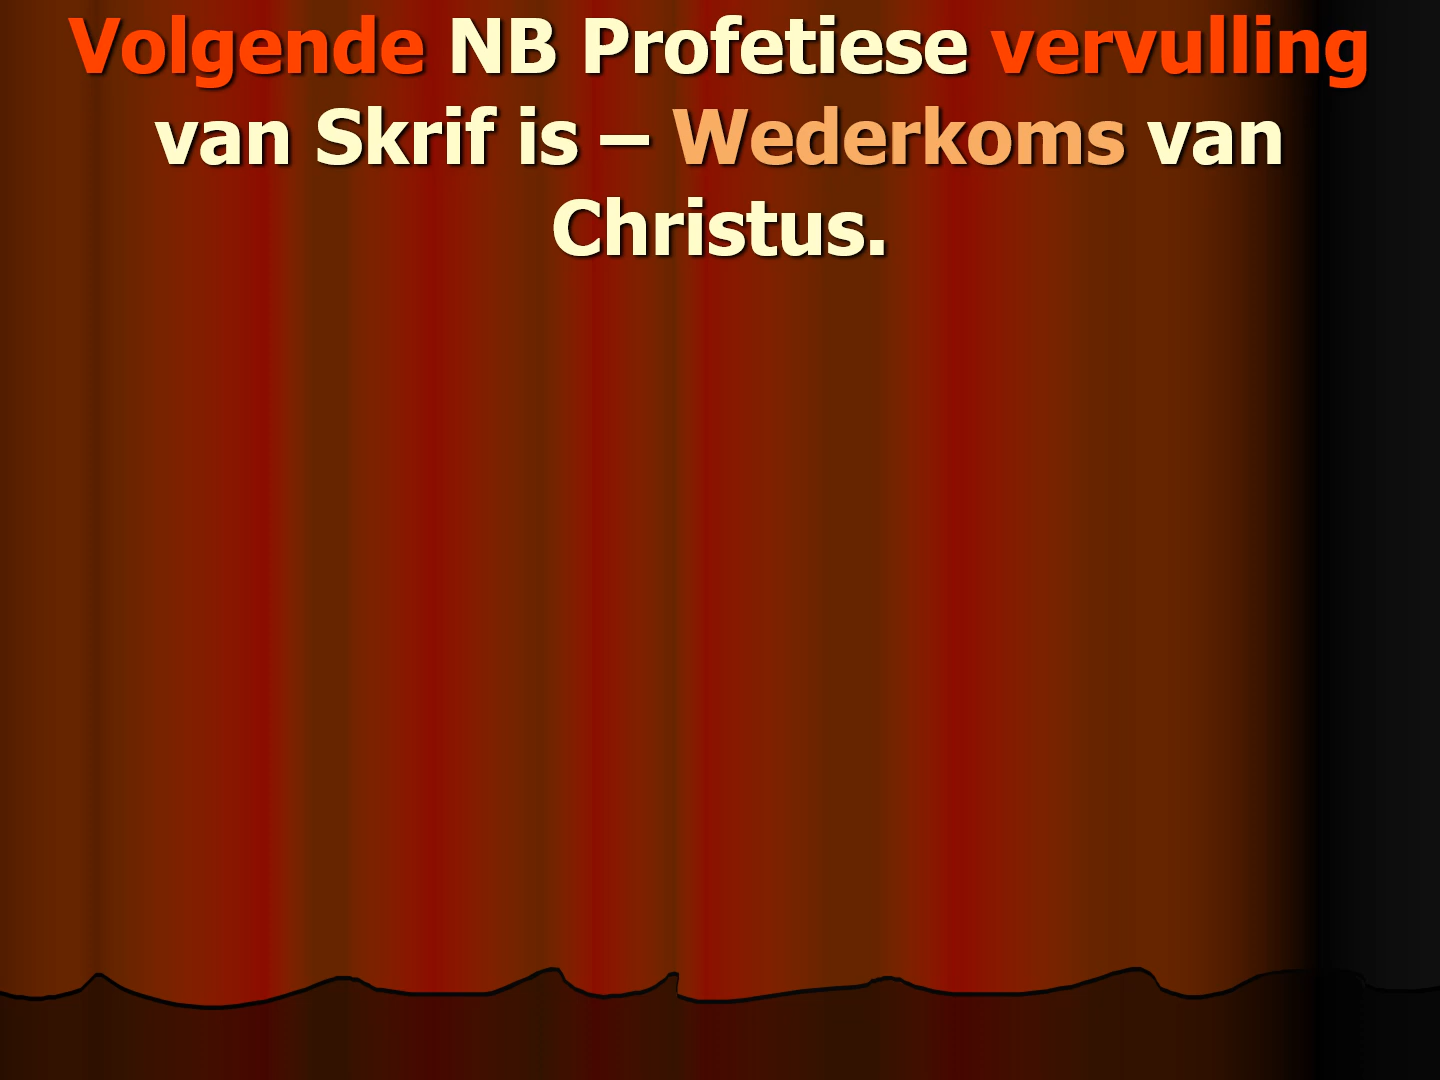 Volgende NB Profetiese vervulling
van Skrif is – Wederkoms van
Christus.